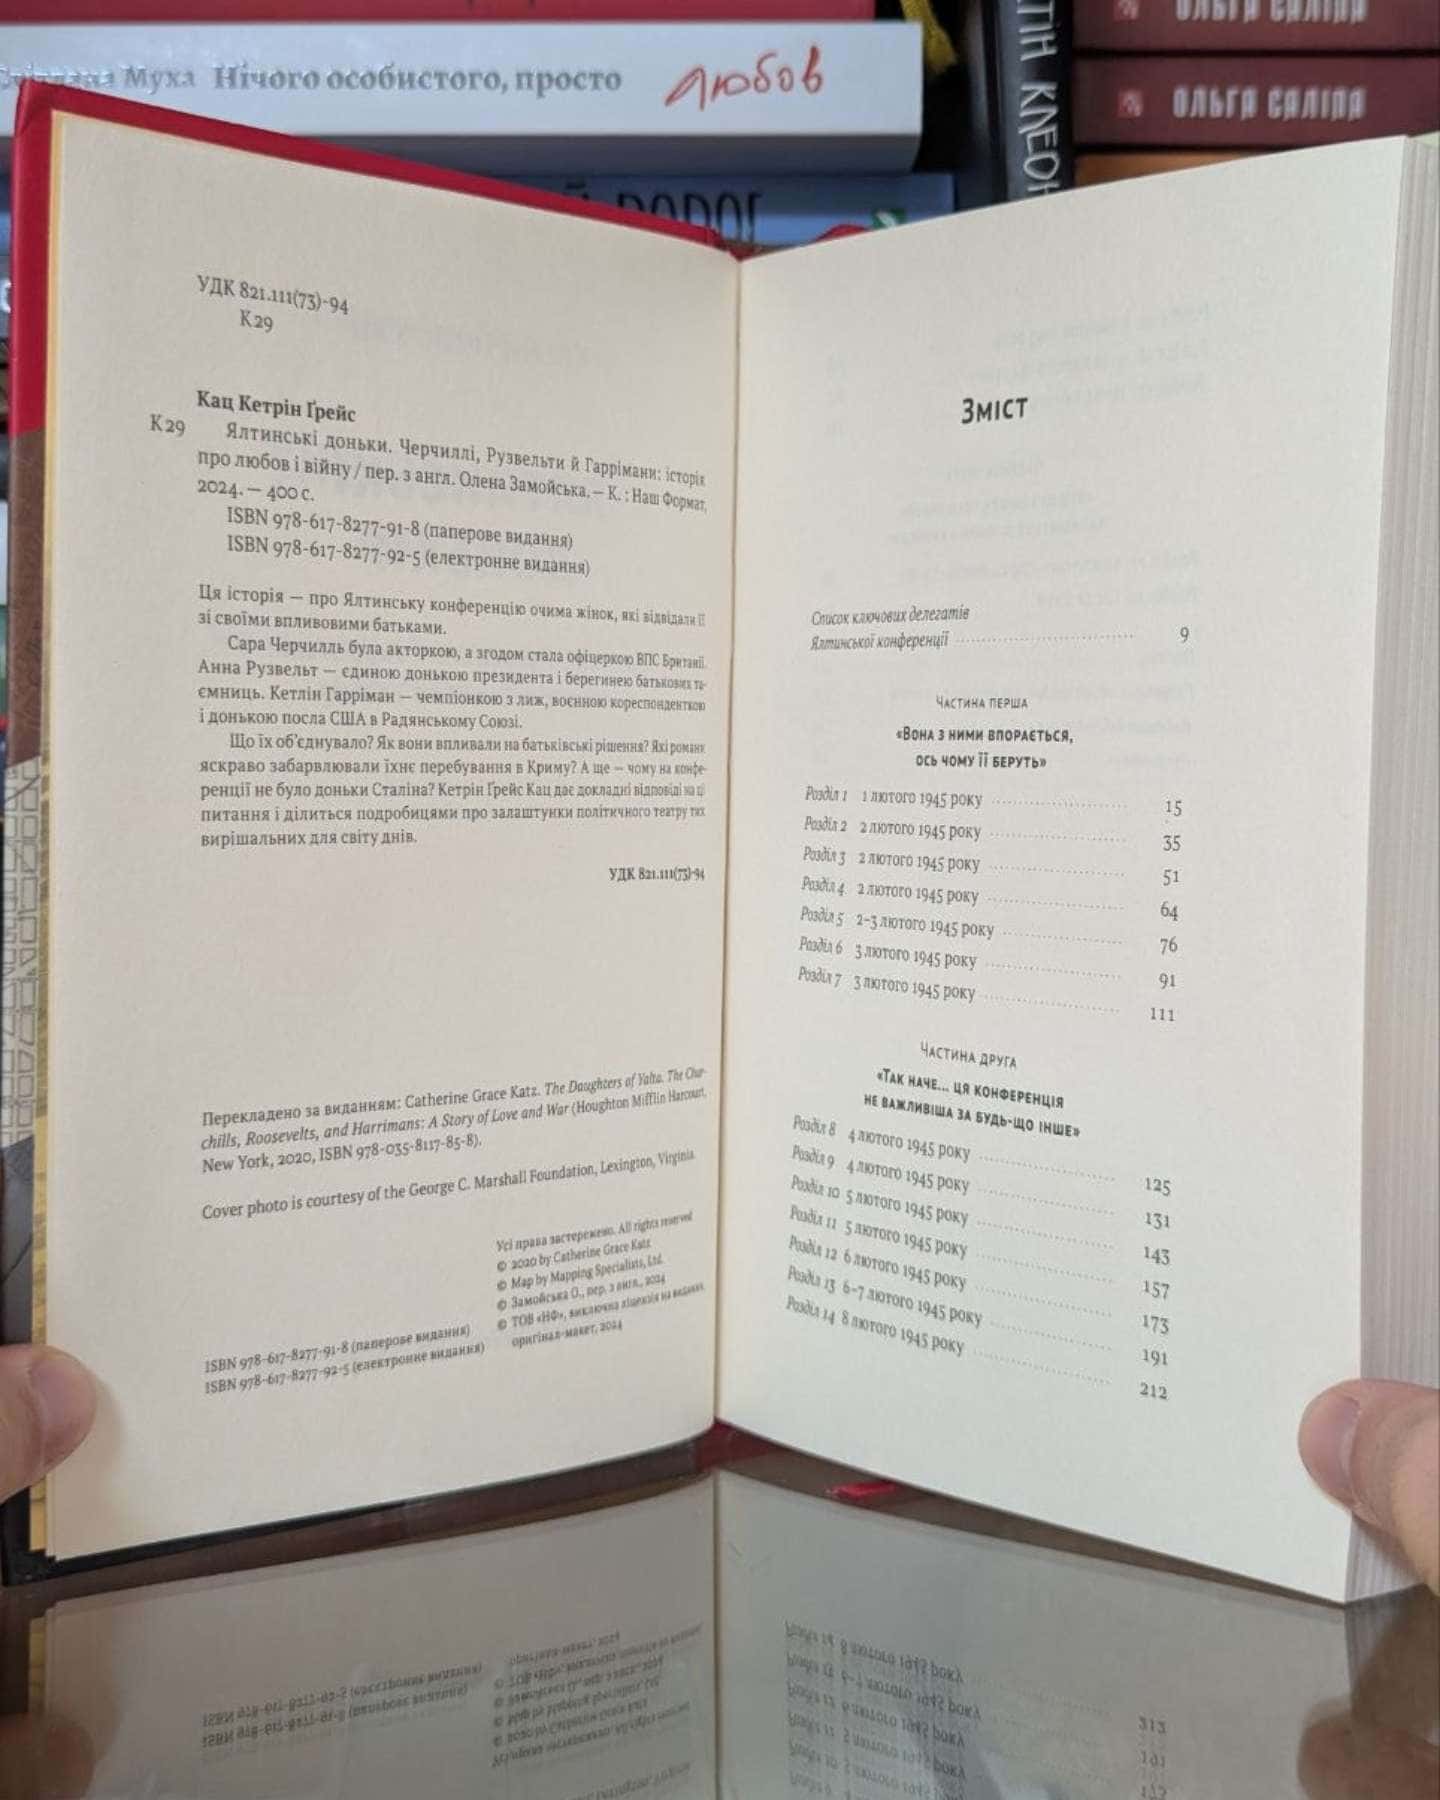 Муха Нічого особистого, просто любов
ТІН КЛЕОН
ОЛЬГА САЛІПА
ОЛЬГА САЛІПА
УДК 821.111(73)-94
К29
Кац Кетрін Ґрейс
К29 Ялтинські доньки. Черчиллі, Рузвельти й Гаррімани: історія
про любов і війну / пер. з англ. Олена Замойська. — К. : Наш Формат,
2024. — 400 с.
ISBN 978-617-8277-91-8 (паперове видання)
ISBN 978-617-8277-92-5 (електронне видання)
Ця історія — про Ялтинську конференцію очима жінок, які відвідали її
зі своїми впливовими батьками.
Сара Черчилль була акторкою, а згодом стала офіцеркою ВПС Британії.
Анна Рузвельт — єдиною донькою президента і берегинею батькових та-
ємниць. Кетлін Гарріман — чемпіонкою з лиж, воєнною кореспонденткою
і донькою посла США в Радянському Союзі.
Що їх об’єднувало? Як вони впливали на батьківські рішення? Які романи
яскраво забарвлювали їхнє перебування в Криму? А ще — чому на конфе-
ренції не було доньки Сталіна? Кетрін Ґрейс Кац дає докладні відповіді на ці
питання і ділиться подробицями про залаштунки політичного театру тих
вирішальних для світу днів.
УДК 821.111(73)-94
Перекладено за виданням: Catherine Grace Katz. The Daughters of Yalta. The Chur-
chills, Roosevelts, and Harrimans: A Story of Love and War (Houghton Mifflin Harcourt,
New York, 2020, ISBN 978-035-8117-85-8).
Cover photo is courtesy of the George C. Marshall Foundation, Lexington, Virginia.
Усі права застережено. All rights reserved
© 2020 by Catherine Grace Katz
© Map by Mapping Specialists, Ltd.
© Замойська О., пер. з англ., 2024
© ТОВ «НФ», виключна ліцензія на видання,
оригінал-макет, 2024
ISBN 978-617-8277-91-8 (паперове видання)
ISBN 978-617-8277-92-5 (електронне видання)
Зміст
Список ключових делегатів
Ялтинської конференції 9
Частина перша
«Вона з ними впорається,
ось чому її беруть»
Розділ 1 1 лютого 1945 року 15
Розділ 2 2 лютого 1945 року 35
Розділ 3 2 лютого 1945 року 51
Розділ 4 2 лютого 1945 року 64
Розділ 5 2–3 лютого 1945 року 76
Розділ 6 3 лютого 1945 року 91
Розділ 7 3 лютого 1945 року 111
Частина друга
«Так наче... ця конференція
не важливіша за будь-що інше»
Розділ 8 4 лютого 1945 року 125
Розділ 9 4 лютого 1945 року 131
Розділ 10 5 лютого 1945 року 143
Розділ 11 5 лютого 1945 року 157
Розділ 12 6 лютого 1945 року 173
Розділ 13 6–7 лютого 1945 року 191
Розділ 14 8 лютого 1945 року 212